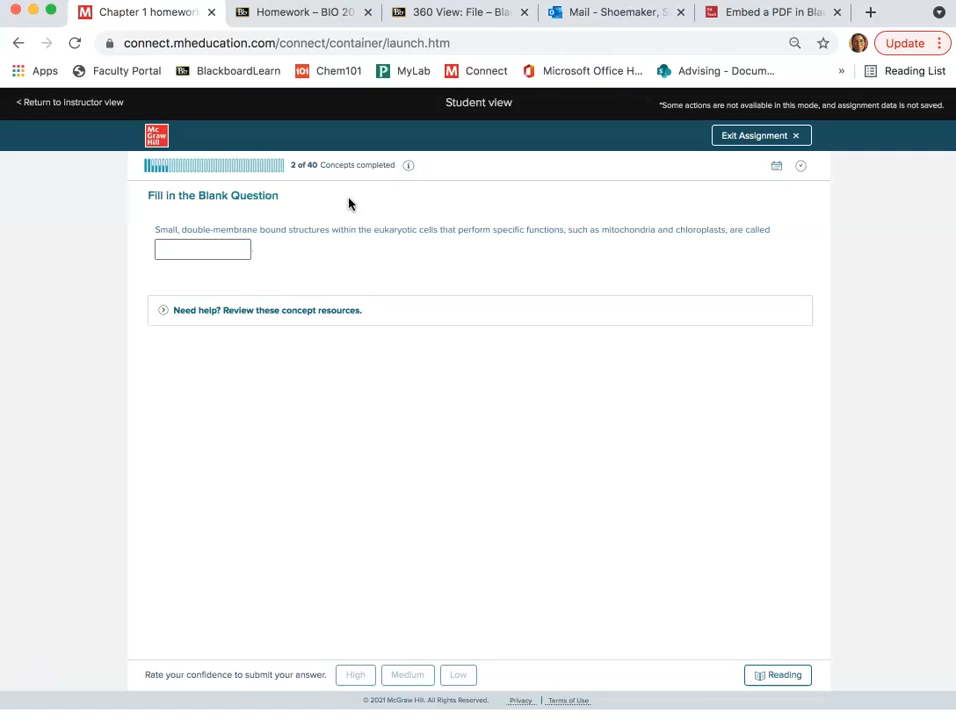 Chapter 1 homewor
Bb Homework – BIO 20
Bb 360 View: File – Bla
Mail - Shoemaker, S
Embed a PDF in Bla
connect.mheducation.com/connect/container/launch.htm
Update
Apps
Faculty Portal
Bb BlackboardLearn
101 Chem101
P MyLab
M Connect
Microsoft Office H...
Advising - Docum...
»
Reading List
< Return to instructor view
Student view
*Some actions are not available in this mode, and assignment data is not saved.
Mc
Graw
Hill
Exit Assignment ×
2 of 40 Concepts completed
Fill in the Blank Question
Small, double-membrane bound structures within the eukaryotic cells that perform specific functions, such as mitochondria and chloroplasts, are called
.
Need help? Review these concept resources.
Rate your confidence to submit your answer.
High
Medium
Low
Reading
© 2021 McGraw Hill. All Rights Reserved.
Privacy
Terms of Use